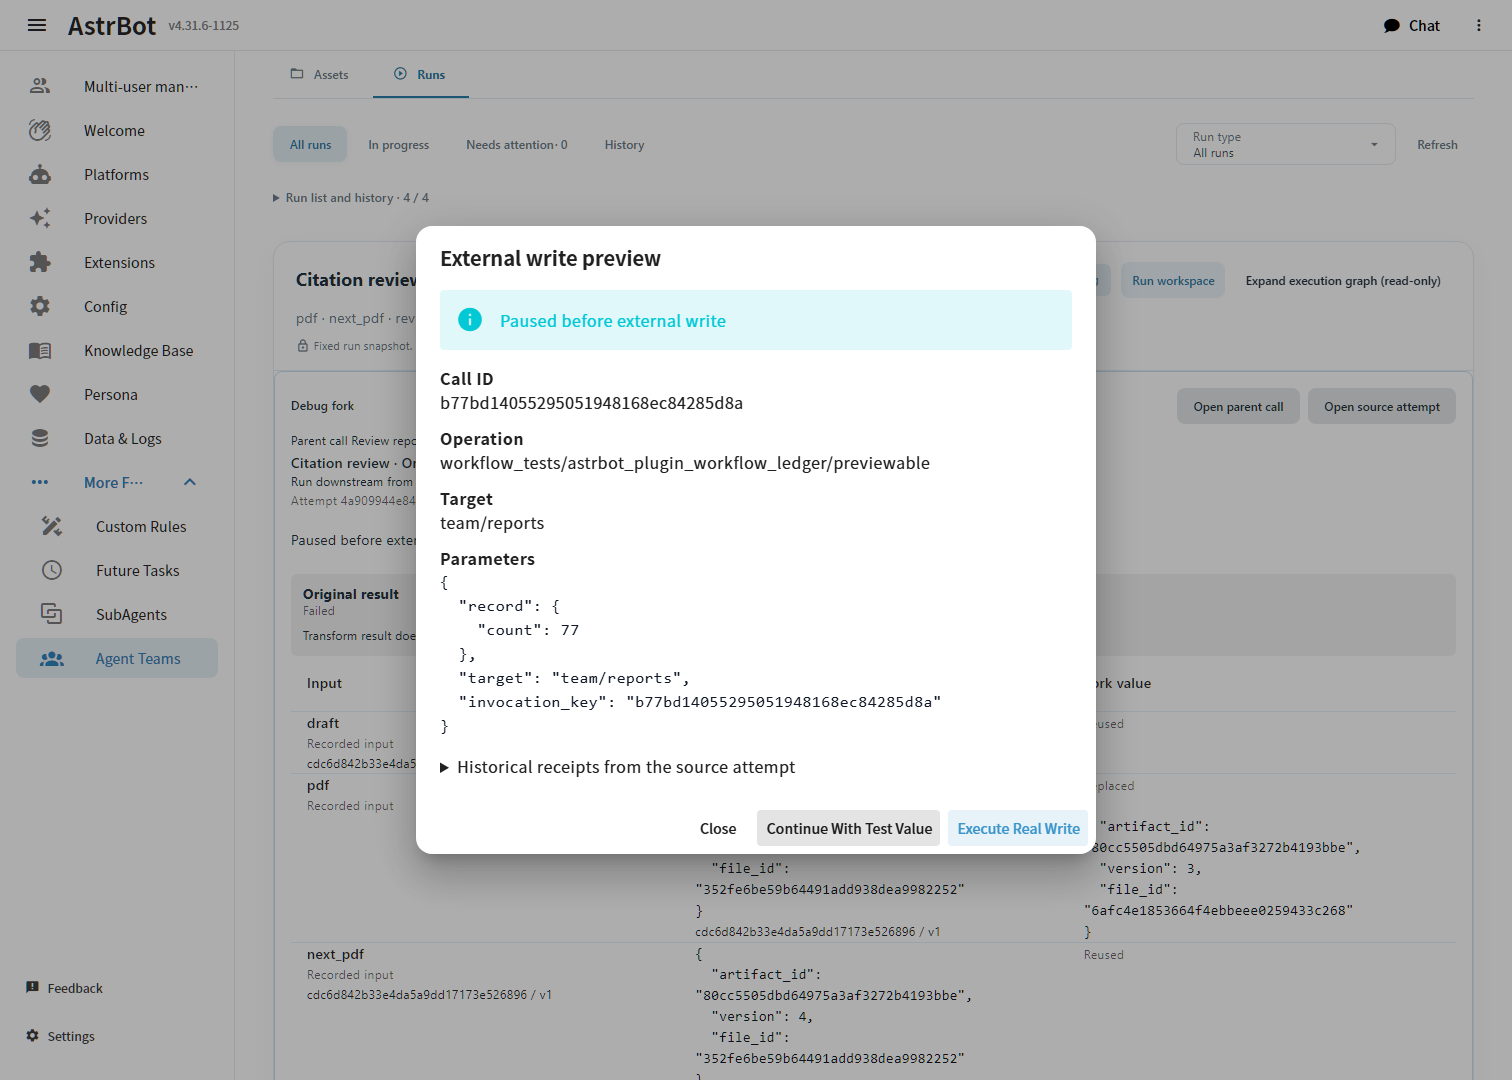 AstrBot
v4.31.6-1125
Chat
Multi-user man···
Welcome
Platforms
Providers
Extensions
Config
Knowledge Base
Persona
Data & Logs
More F···
Custom Rules
Future Tasks
SubAgents
Agent Teams
Feedback
Settings
Assets
Runs
All runs
In progress
Needs attention· 0
History
Run type
All runs
Refresh
Run list and history · 4 / 4
Citation review
Run workspace
Expand execution graph (read-only)
pdf · next_pdf · rev
Fixed run snapshot.
Debug fork
Open parent call
Open source attempt
Parent call Review repo
Citation review · Or
Run downstream from
Attempt 4a909944e84
Paused before exter
Original result
Failed
Transform result doe
Input
ork value
draft
Recorded input
cdc6d842b33e4da5
eused
pdf
Recorded input
eplaced
"artifact_id":
80cc5505dbd64975a3af3272b4193bbe",
"version": 3,
"file_id":
"6afc4e1853664f4ebbeee0259433c268"
}
"file_id":
"352fe6be59b64491add938dea9982252"
}
cdc6d842b33e4da5a9dd17173e526896 / v1
next_pdf
Recorded input
cdc6d842b33e4da5a9dd17173e526896 / v1
{
"artifact_id":
"80cc5505dbd64975a3af3272b4193bbe",
"version": 4,
"file_id":
"352fe6be59b64491add938dea9982252"
}
Reused
External write preview
Paused before external write
Call ID
b77bd14055295051948168ec84285d8a
Operation
workflow_tests/astrbot_plugin_workflow_ledger/previewable
Target
team/reports
Parameters
{
"record": {
"count": 77
},
"target": "team/reports",
"invocation_key": "b77bd14055295051948168ec84285d8a"
}
Historical receipts from the source attempt
Close
Continue With Test Value
Execute Real Write